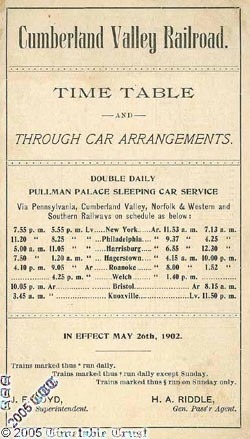 Cumberland Valley Railroad.
TIME TABLE
—AND—
THROUGH CAR ARRANGEMENTS.
DOUBLE DAILY
PULLMAN PALACE SLEEPING CAR SERVICE
Via Pennsylvania, Cumberland Valley, Norfolk & Western and
Southern Railways on schedule as below:
7.55 p.m. 5.55 p.m. Lv....New York....Ar. 11.53 a.m. 7.13 a.m.
11.20 " 8.25 " ...Philadelphia.... " 9.37 " 4.25 "
5.00 a.m. 11.05 " ...Harrisburg.... " 6.55 " 12.30 "
7.50 " 1.20 a.m. " ...Hagerstown... " 4.15 a.m. 10.00 p.m.
4.10 p.m. 9.05 " Ar....Roanoke.... " 8.00 " 1.52 "
4.25 p.m. " ....Welch.... " 1.40 p.m.
10.05 p.m. Ar....Bristol....Ar. 8.15 a.m.
3.45 a.m. " ....Knoxville....Lv. 11.50 p.m.
IN EFFECT MAY 26th, 1902.
Trains marked thus * run daily.
Trains marked thus † run daily except Sunday.
Trains marked thus § run on Sunday only.
J. F. BOYD,
Superintendent.
H. A. RIDDLE,
Gen. Pass'r Agent.
© 2005
© 2005 Timetable Trust